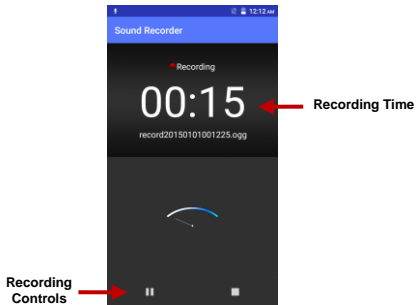 12:12 AM
Sound Recorder
Recording
00:15
Recording Time
record20150101001225.ogg
Recording
Controls